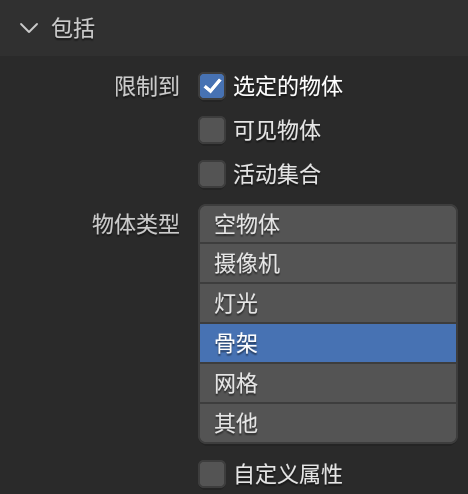 包括
限制到 选定的物体
可见物体
活动集合
物体类型 空物体
摄像机
灯光
骨架
网格
其他
自定义属性